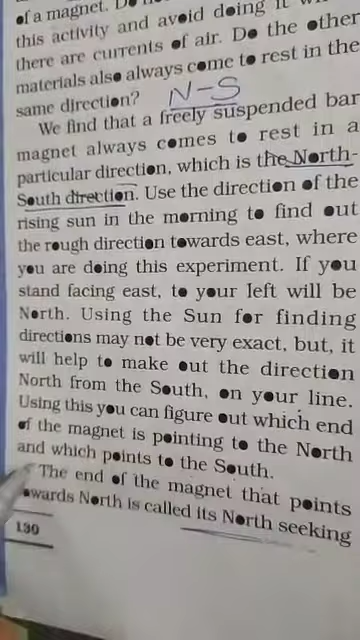 of a magnet. Do
this activity and avoid doing it
there are currents of air. Do the other
materials also always come to rest in the
same direction?
N-S
We find that a freely suspended bar
magnet always comes to rest in a
particular direction, which is the North-
South direction. Use the direction of the
rising sun in the morning to find out
the rough direction towards east, where
you are doing this experiment. If you
stand facing east, to your left will be
North. Using the Sun for finding
directions may not be very exact, but, it
will help to make out the direction
North from the South, on your line.
Using this you can figure out which end
of the magnet is pointing to the North
and which points to the South.
The end of the magnet that points
owards North is called its North seeking
130